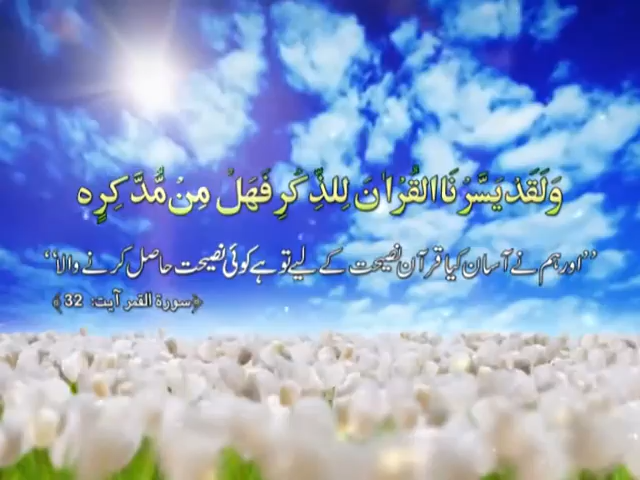 وَلَقَدۡ یَسَّرۡنَا الۡقُرۡاٰنَ لِلذِّکۡرِ فَهَلۡ مِنۡ مُّدَّکِرٍ ہ
’’اور ہم نے آسان کیا قرآن نصیحت کے لیے تو ہے کوئی نصیحت حاصل کرنے والا‘‘
﴿سورۃ القمر آیت: 32﴾